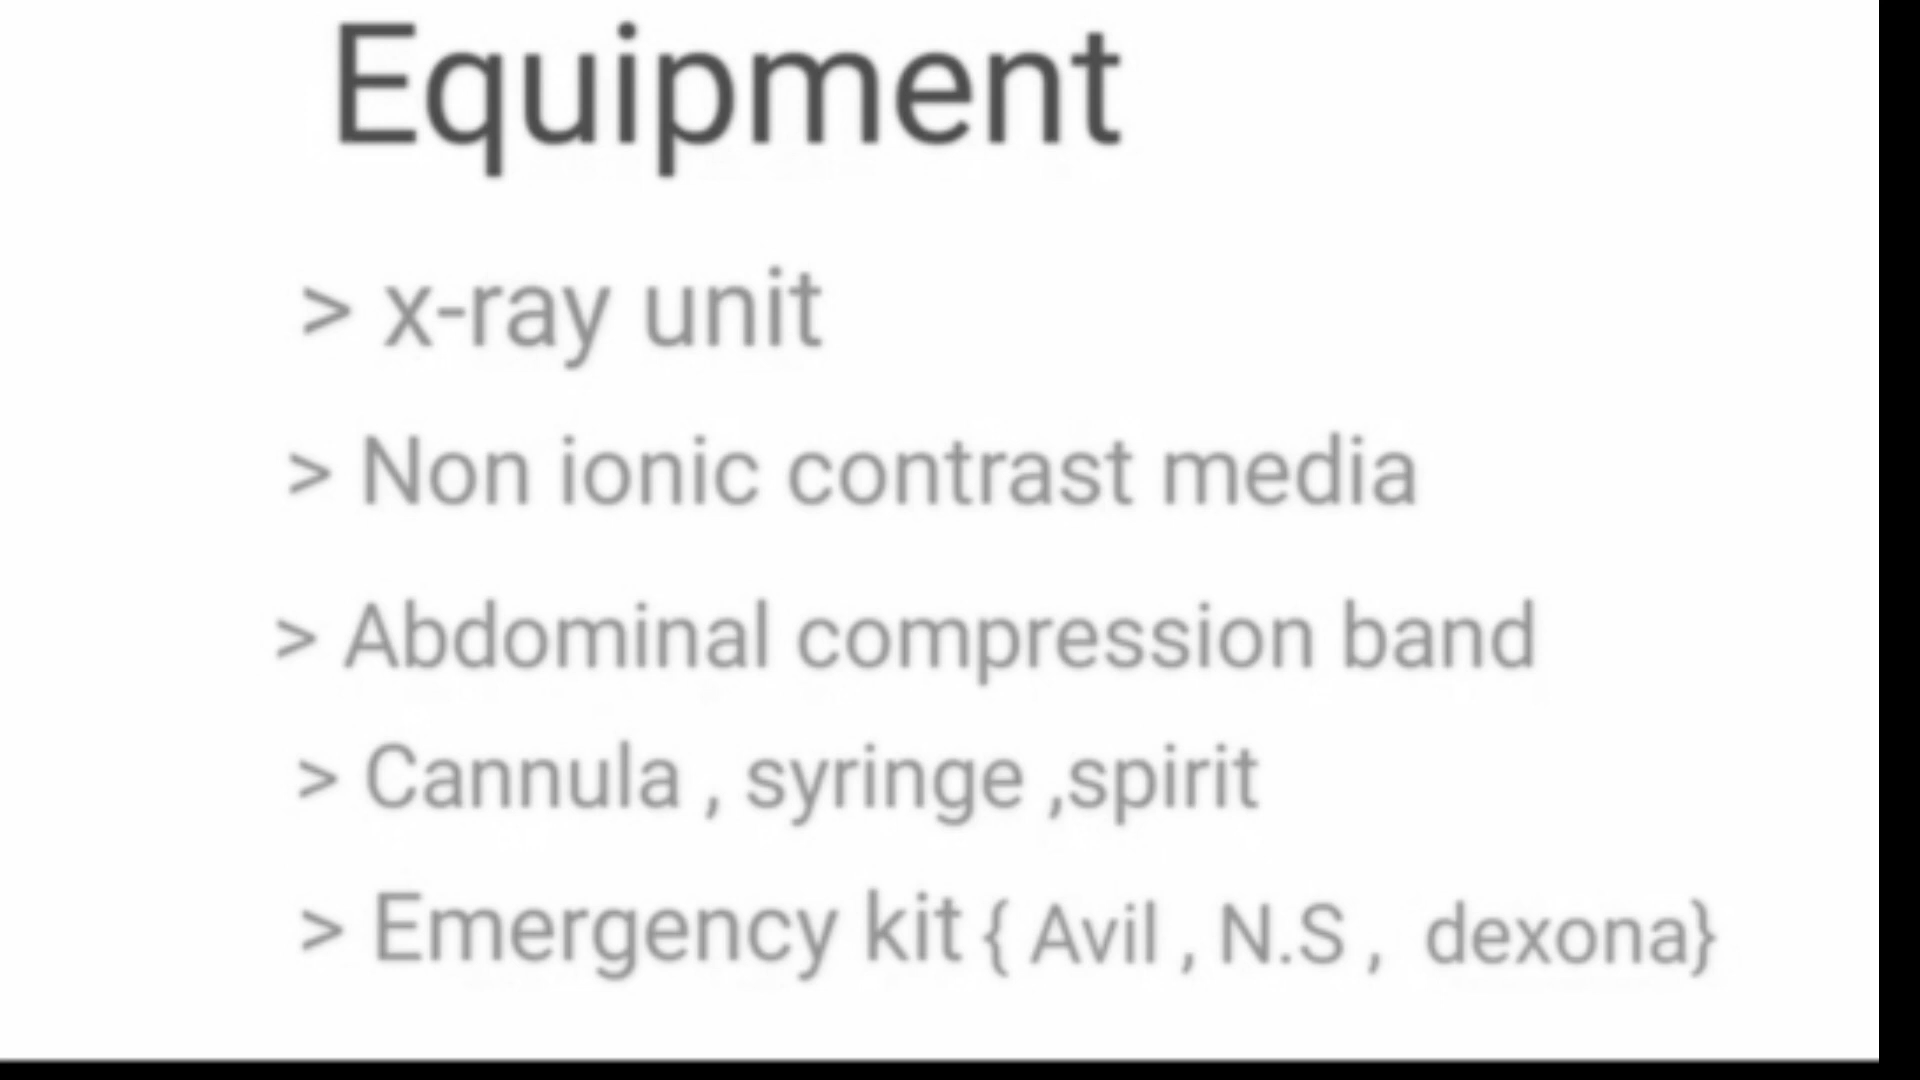 Equipment
> x-ray unit
> Non ionic contrast media
> Abdominal compression band
> Cannula , syringe ,spirit
> Emergency kit { Avil , N.S , dexona}